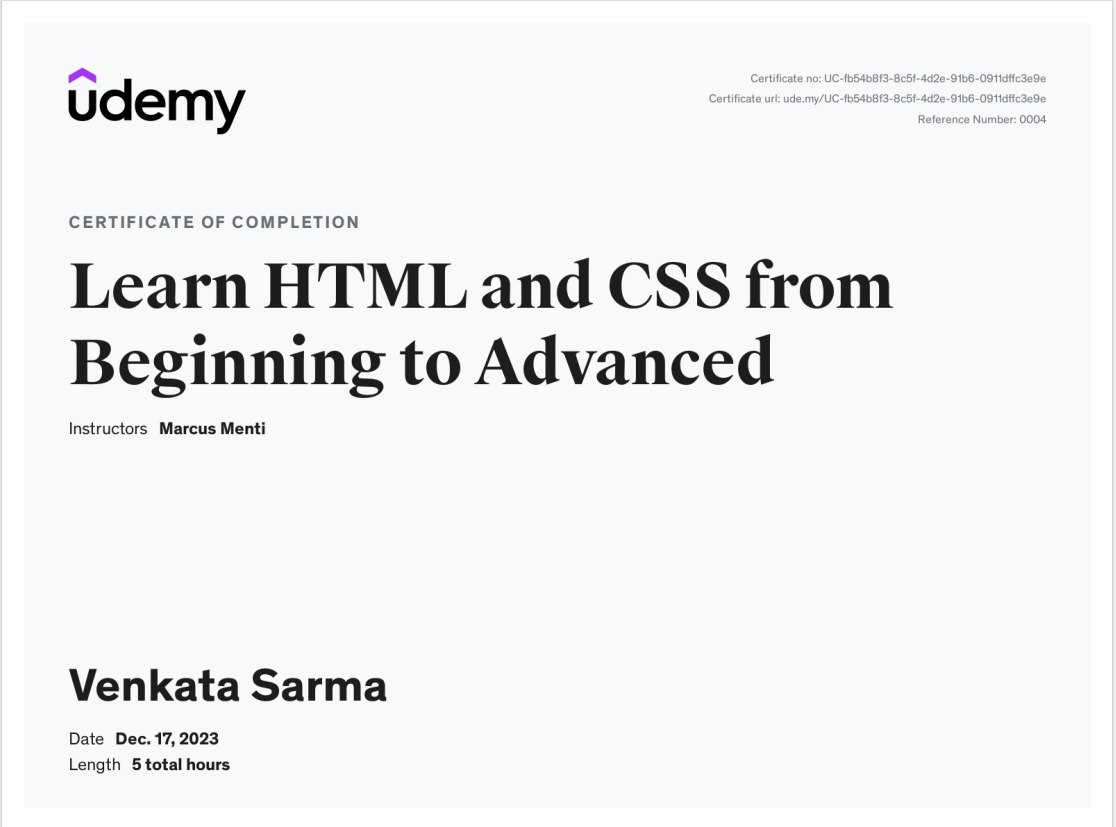 udemy
Certificate no: UC-fb54b8f3-8c5f-4d2e-91b6-0911dffc3e9e
Certificate url: ude.my/UC-fb54b8f3-8c5f-4d2e-91b6-0911dffc3e9e
Reference Number: 0004
CERTIFICATE OF COMPLETION
Learn HTML and CSS from
Beginning to Advanced
Instructors Marcus Menti
Venkata Sarma
Date Dec. 17, 2023
Length 5 total hours